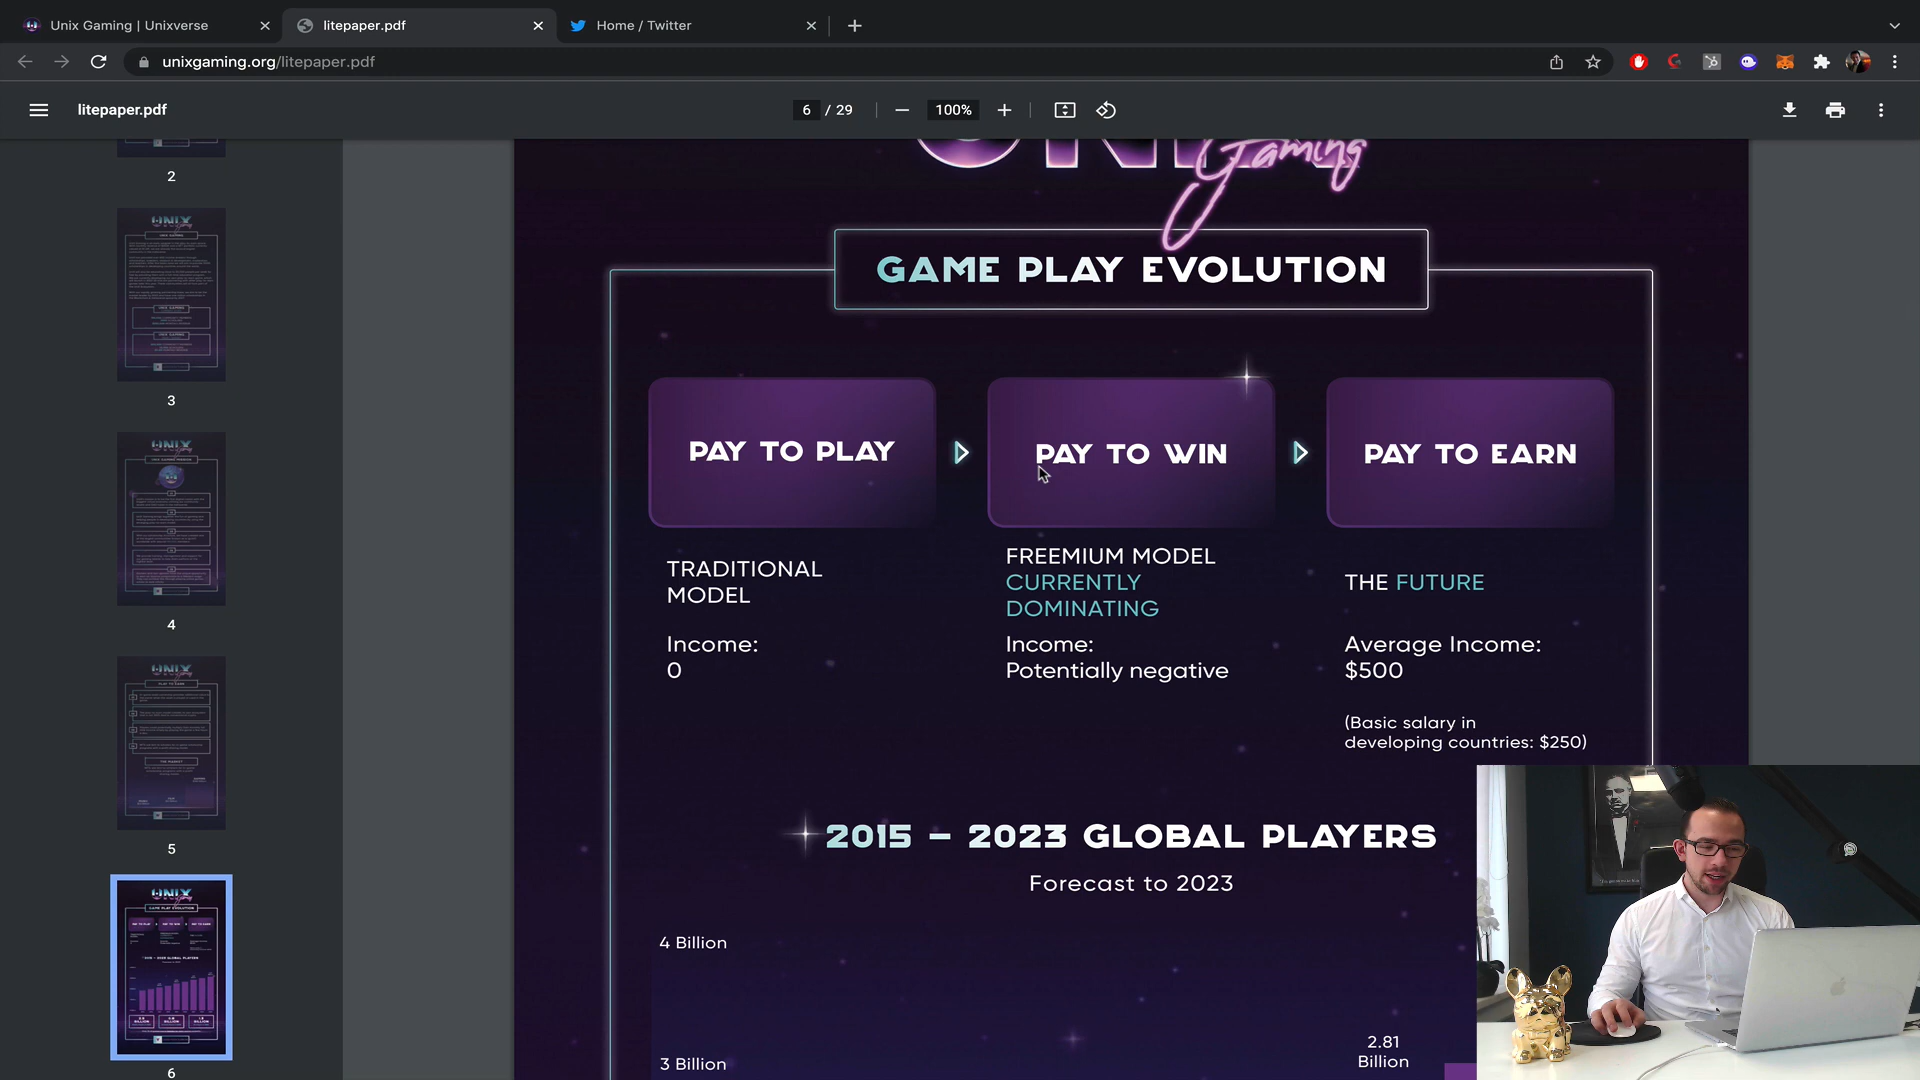 Unix Gaming | Unixverse
litepaper.pdf
Home / Twitter
unixgaming.org/litepaper.pdf
litepaper.pdf
6 / 29
100%
2
3
4
5
6
UNIX
Gaming
GAME PLAY EVOLUTION
PAY TO PLAY
PAY TO WIN
PAY TO EARN
TRADITIONAL
MODEL
Income:
0
FREEMIUM MODEL
CURRENTLY
DOMINATING
Income:
Potentially negative
THE FUTURE
Average Income:
$500
(Basic salary in
developing countries: $250)
2015 – 2023 GLOBAL PLAYERS
Forecast to 2023
4 Billion
3 Billion
2.81
Billion